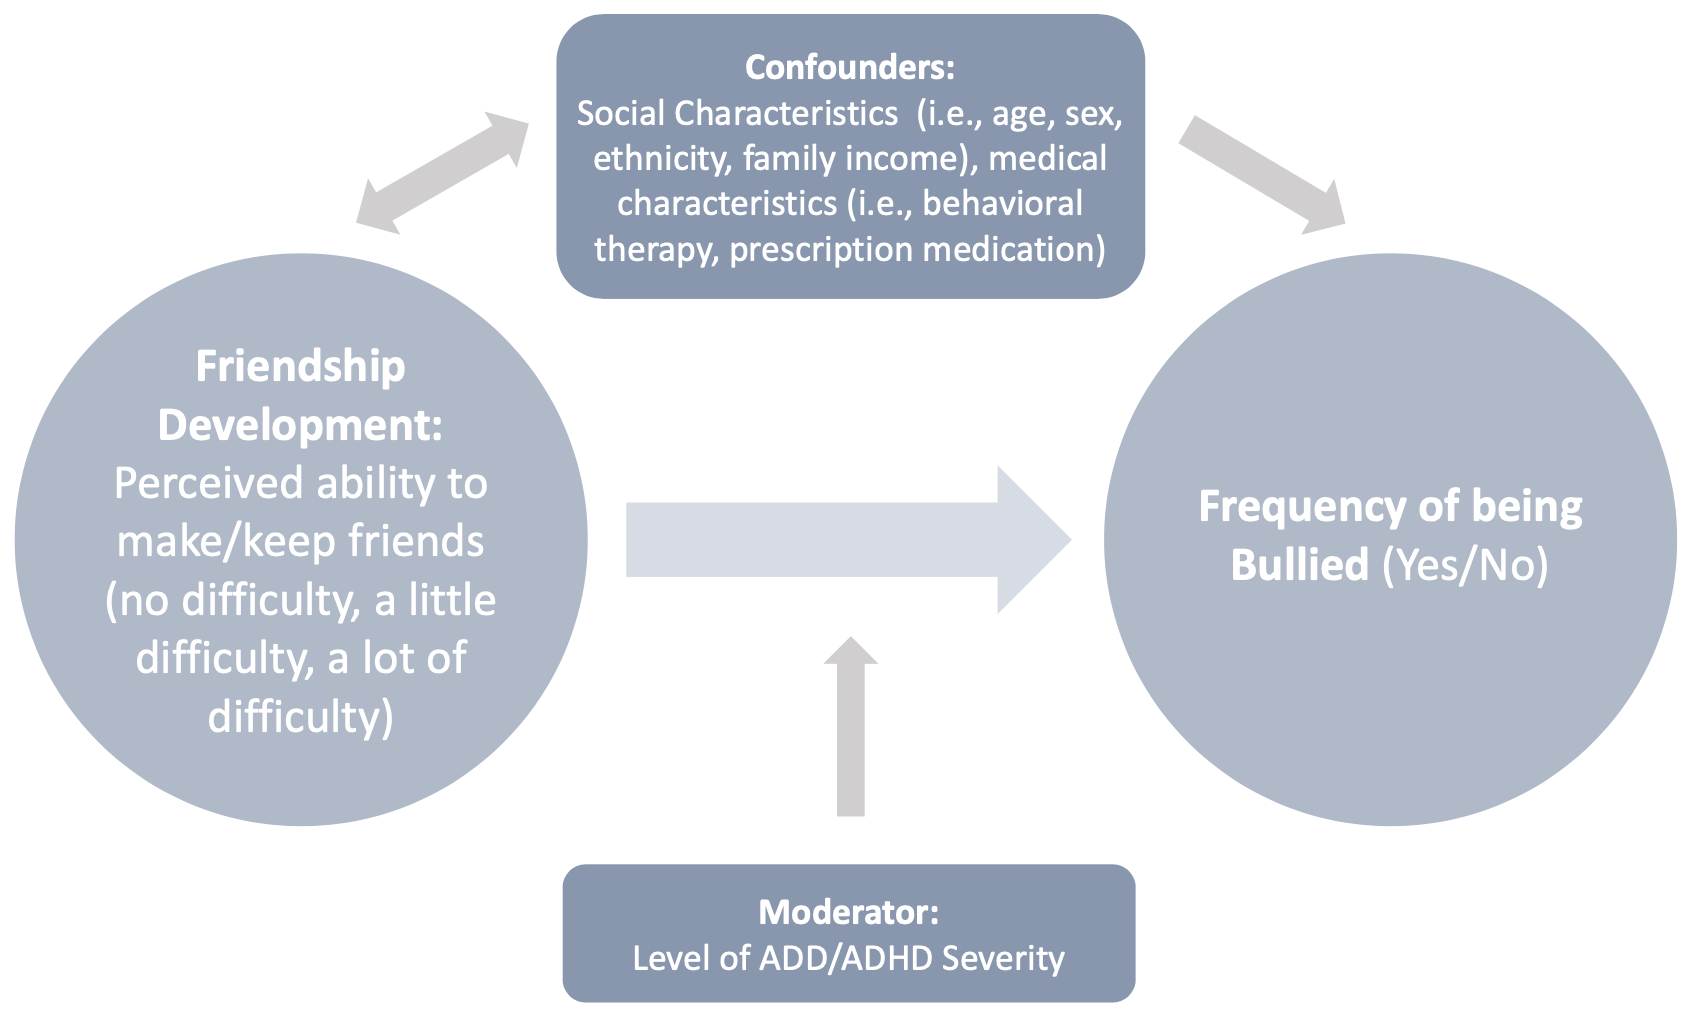 Confounders:
Social Characteristics  (i.e., age, sex,
ethnicity, family income), medical
characteristics (i.e., behavioral
therapy, prescription medication)
Friendship
Development:
Perceived ability to
make/keep friends
(no difficulty, a little
difficulty, a lot of
difficulty)
Frequency of being
Bullied (Yes/No)
Moderator:
Level of ADD/ADHD Severity